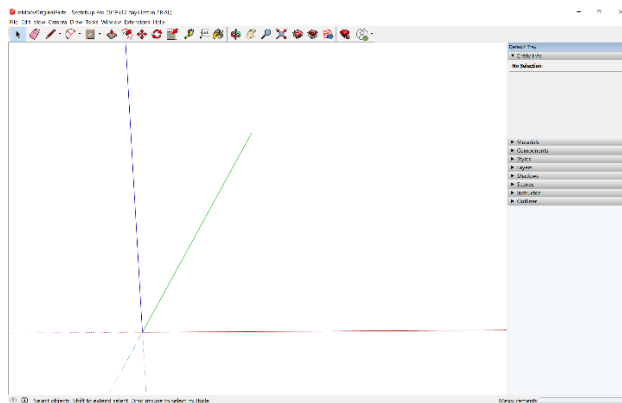 File Edit View Camera Draw Tools Window Extensions Help
Default Tray
Entity Info
No Selection
Materials
Components
Styles
Layers
Shadows
Scenes
Instructor
Outliner
Select objects. Shift to extend select. Drag mouse to select multiple.
Measurements